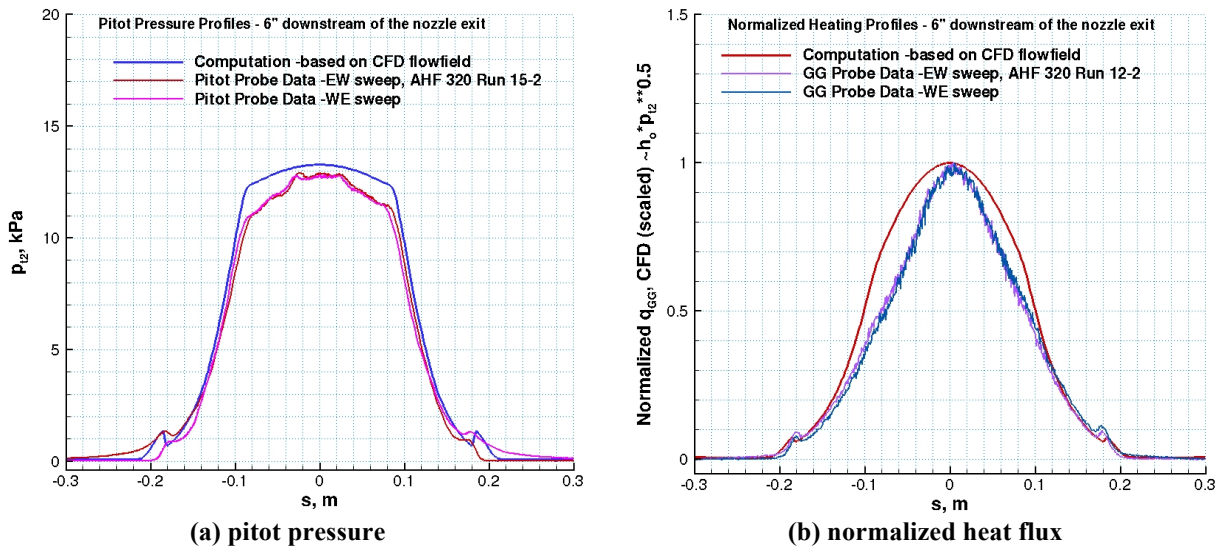 Pitot Pressure Profiles - 6" downstream of the nozzle exit
Computation -based on CFD flowfield
Pitot Probe Data -EW sweep, AHF 320 Run 15-2
Pitot Probe Data -WE sweep
20
15
10
5
0
p_t2, kPa
-0.3
-0.2
-0.1
0
0.1
0.2
0.3
s, m
(a) pitot pressure
Normalized Heating Profiles - 6" downstream of the nozzle exit
Computation -based on CFD flowfield
GG Probe Data -EW sweep, AHF 320 Run 12-2
GG Probe Data -WE sweep
1.5
1
0.5
0
Normalized q_GG, CFD (scaled) ~h_o*p_t2**0.5
-0.3
-0.2
-0.1
0
0.1
0.2
0.3
s, m
(b) normalized heat flux